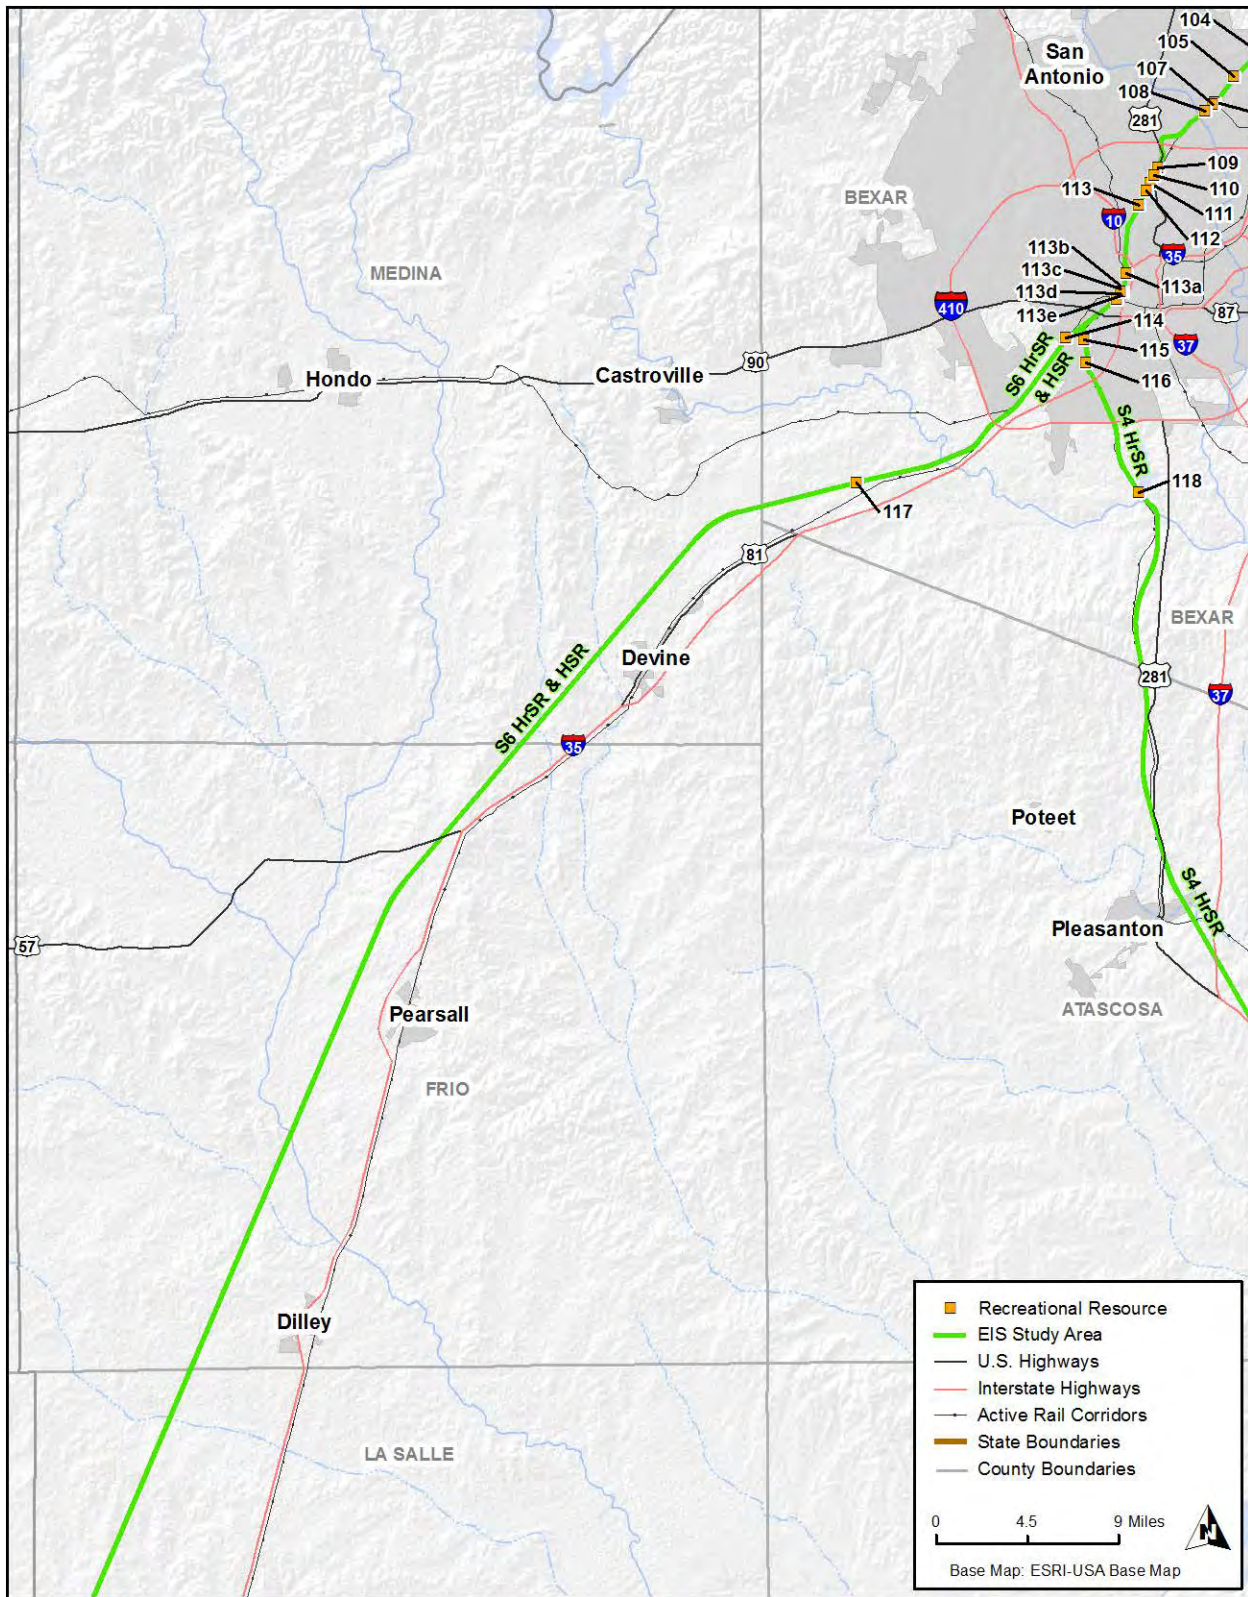 104
105
San
Antonio
107
108
281
109
110
111
112
113
BEXAR
10
35
113b
113c
113d
113e
113a
MEDINA
410
87
114
37
115
116
90
Hondo
Castroville
S6 HrSR
& HSR
S4 HrSR
118
117
81
BEXAR
Devine
281
37
S6 HrSR & HSR
35
Poteet
S4 HrSR
Pleasanton
57
ATASCOSA
Pearsall
FRIO
Dilley
LA SALLE
Recreational Resource
EIS Study Area
U.S. Highways
Interstate Highways
Active Rail Corridors
State Boundaries
County Boundaries
0 4.5 9 Miles
N
Base Map: ESRI-USA Base Map